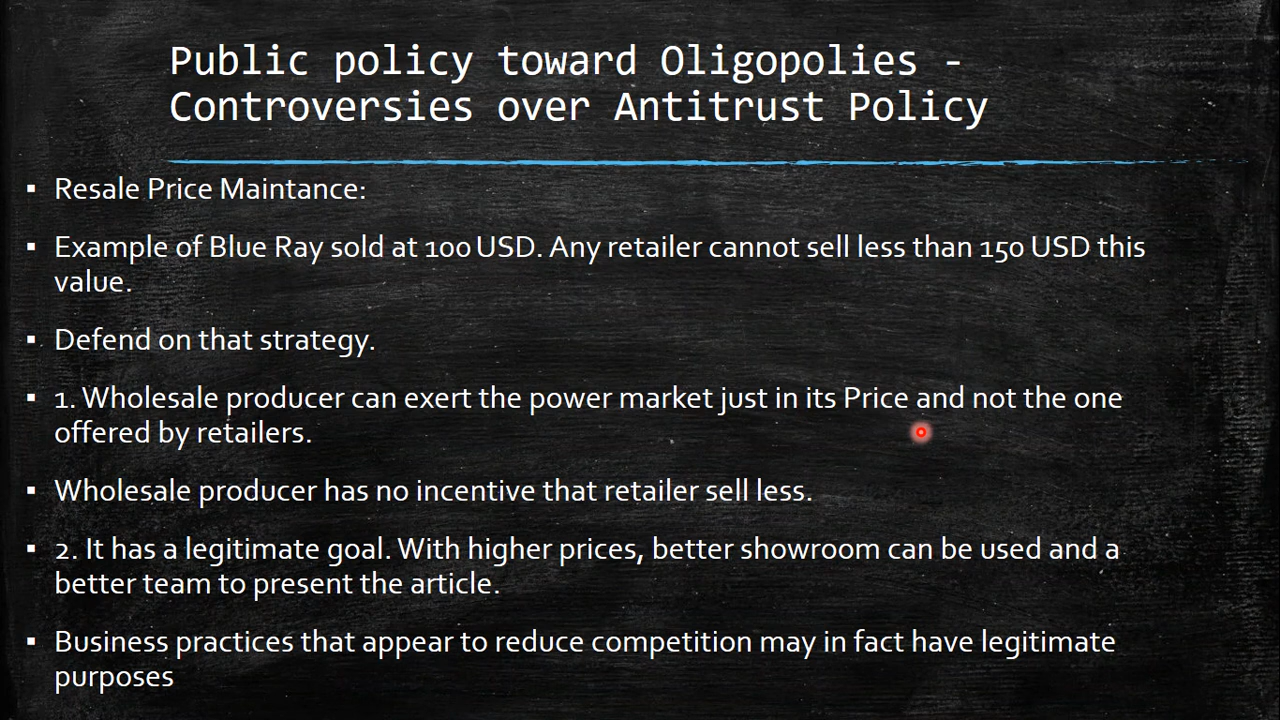 Public policy toward Oligopolies -
Controversies over Antitrust Policy
▪ Resale Price Maintance:
▪ Example of Blue Ray sold at 100 USD. Any retailer cannot sell less than 150 USD this
value.
▪ Defend on that strategy.
▪ 1. Wholesale producer can exert the power market just in its Price and not the one
offered by retailers.
▪ Wholesale producer has no incentive that retailer sell less.
▪ 2. It has a legitimate goal. With higher prices, better showroom can be used and a
better team to present the article.
▪ Business practices that appear to reduce competition may in fact have legitimate
purposes